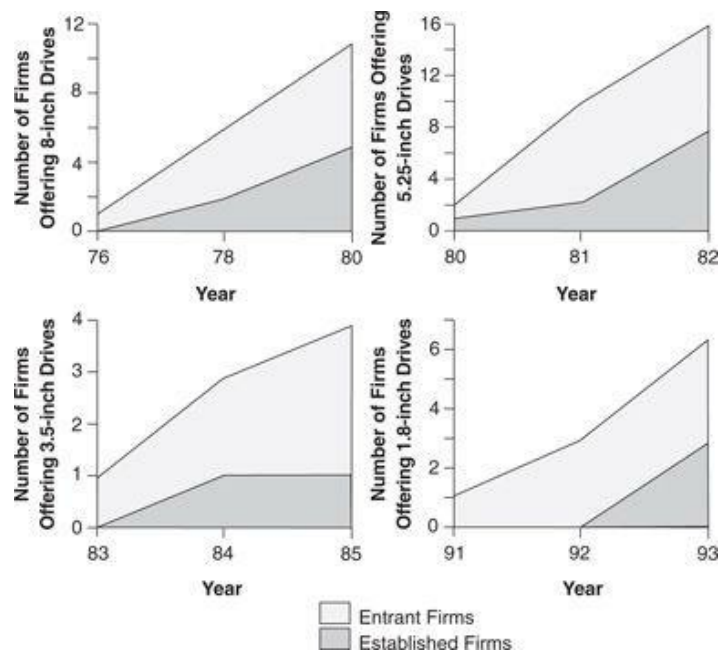 Number of Firms
Offering 8-inch Drives
12
8
4
0
76
78
80
Year
Number of Firms Offering
5.25-inch Drives
16
12
8
4
0
80
81
82
Year
Number of Firms
Offering 3.5-inch Drives
4
3
2
1
0
83
84
85
Year
Number of Firms
Offering 1.8-inch Drives
6
4
2
0
91
92
93
Year
Entrant Firms
Established Firms